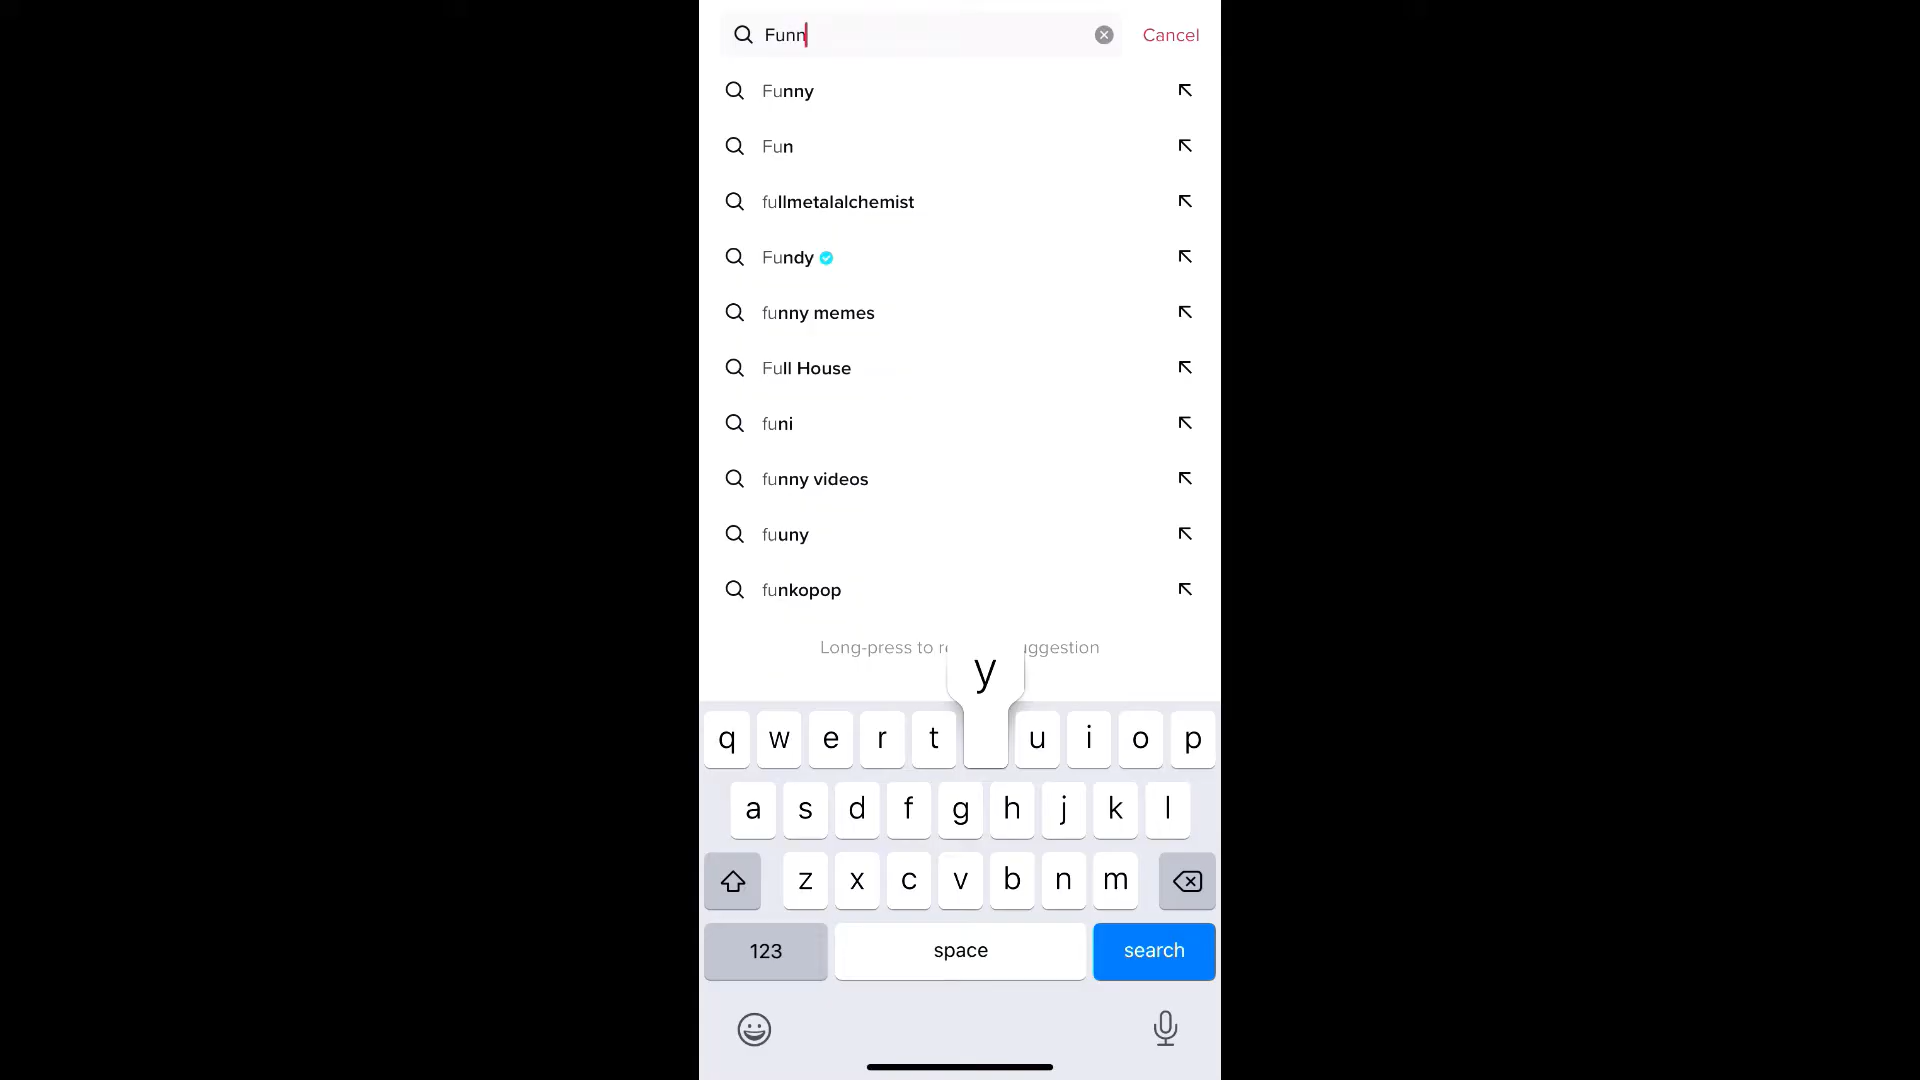 Funn
Cancel
Funny
Fun
fullmetalalchemist
Fundy
funny memes
Full House
funi
funny videos
fuuny
funkopop
Long-press to uggestion
y
q w e r t u i o p
a s d f g h j k l
z x c v b n m
123 space search